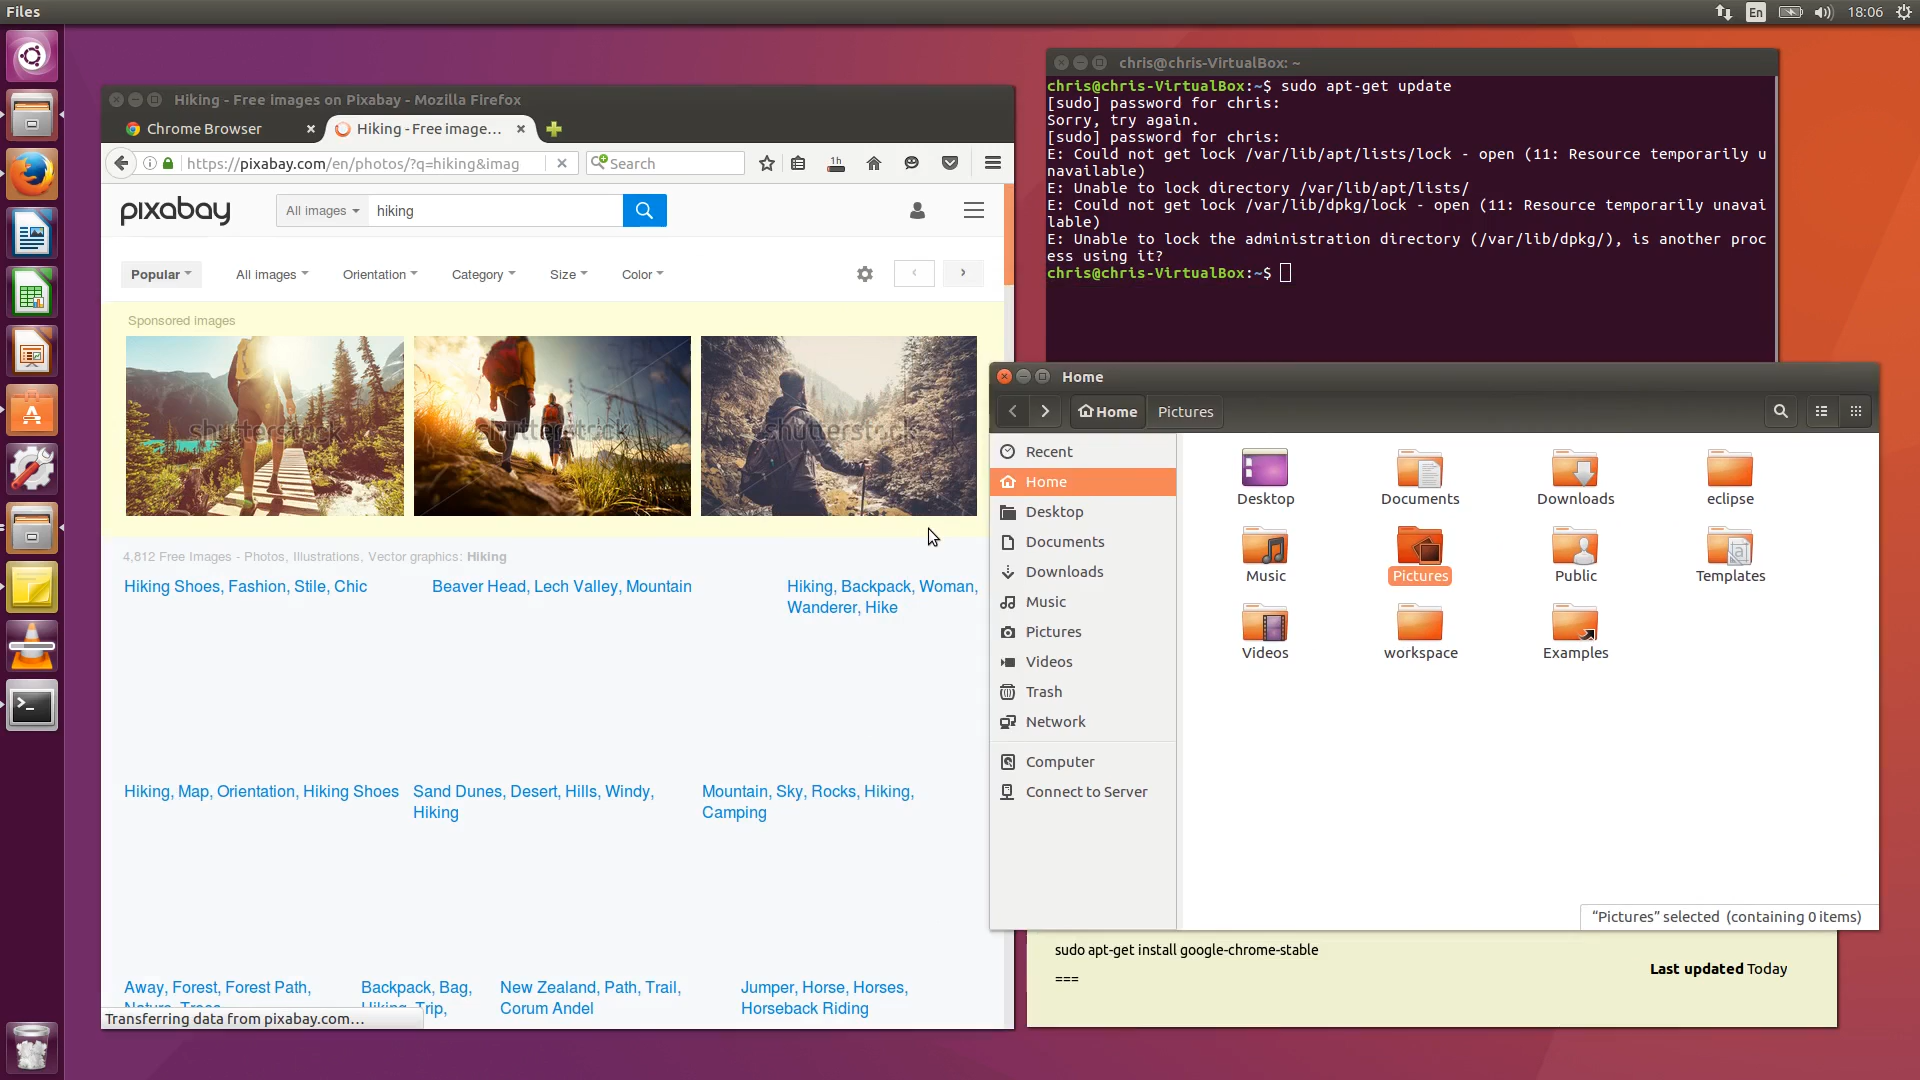 Files
En
18:06
Hiking - Free images on Pixabay - Mozilla Firefox
Chrome Browser
Hiking - Free image...
https://pixabay.com/en/photos/?q=hiking&imag
Search
1h
pixabay
All images
hiking
Popular
All images
Orientation
Category
Size
Color
Sponsored images
shutterstock
shutterstock
shutterstock
4,812 Free Images - Photos, Illustrations, Vector graphics: Hiking
Hiking Shoes, Fashion, Stile, Chic
Beaver Head, Lech Valley, Mountain
Hiking, Backpack, Woman,
Wanderer, Hike
Hiking, Map, Orientation, Hiking Shoes
Sand Dunes, Desert, Hills, Windy,
Hiking
Mountain, Sky, Rocks, Hiking,
Camping
Away, Forest, Forest Path,
Nature, Trees
Backpack, Bag,
Hiking, Trip,
New Zealand, Path, Trail,
Corum Andel
Jumper, Horse, Horses,
Horseback Riding
Transferring data from pixabay.com...
chris@chris-VirtualBox: ~
chris@chris-VirtualBox:~$ sudo apt-get update
[sudo] password for chris:
Sorry, try again.
[sudo] password for chris:
E: Could not get lock /var/lib/apt/lists/lock - open (11: Resource temporarily u
navailable)
E: Unable to lock directory /var/lib/apt/lists/
E: Could not get lock /var/lib/dpkg/lock - open (11: Resource temporarily unavai
lable)
E: Unable to lock the administration directory (/var/lib/dpkg/), is another proc
ess using it?
chris@chris-VirtualBox:~$
Home
Home
Pictures
Recent
Home
Desktop
Documents
Downloads
Music
Pictures
Videos
Trash
Network
Computer
Connect to Server
Desktop
Documents
Downloads
eclipse
Music
Pictures
Public
Templates
Videos
workspace
Examples
"Pictures" selected (containing 0 items)
sudo apt-get install google-chrome-stable
===
Last updated Today